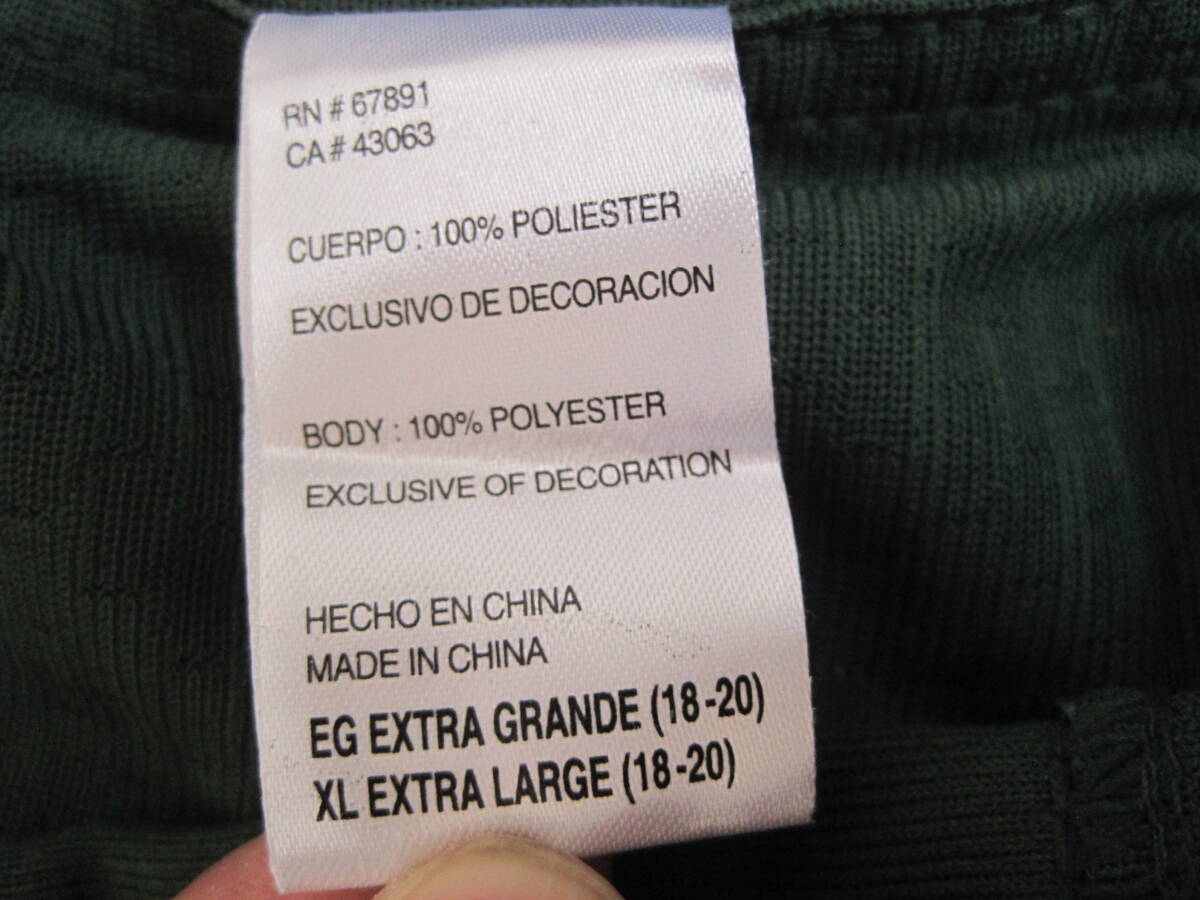 RN # 67891
CA # 43063
CUERPO : 100% POLIESTER
EXCLUSIVO DE DECORACION
BODY : 100% POLYESTER
EXCLUSIVE OF DECORATION
HECHO EN CHINA
MADE IN CHINA
EG EXTRA GRANDE (18-20)
XL EXTRA LARGE (18-20)